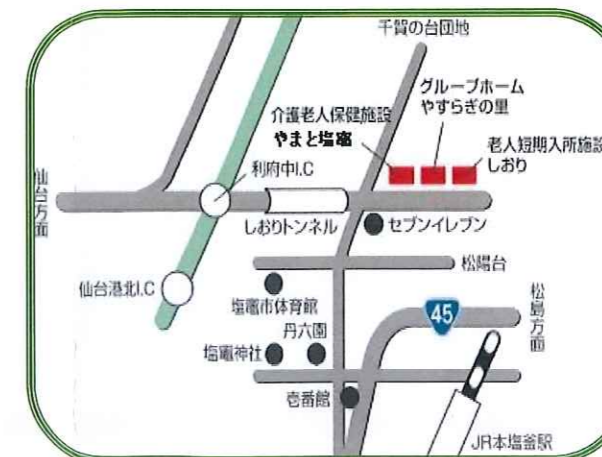 千賀の台団地
グループホーム
やすらぎの里
介護老人保健施設
やまと塩竈
老人短期入所施設
しおり
利府中I.C
仙台方面
しおりトンネル
セブンイレブン
松陽台
仙台港北I.C
塩竈市体育館
45
松島方面
丹六園
塩竈神社
壱番館
JR本塩釜駅